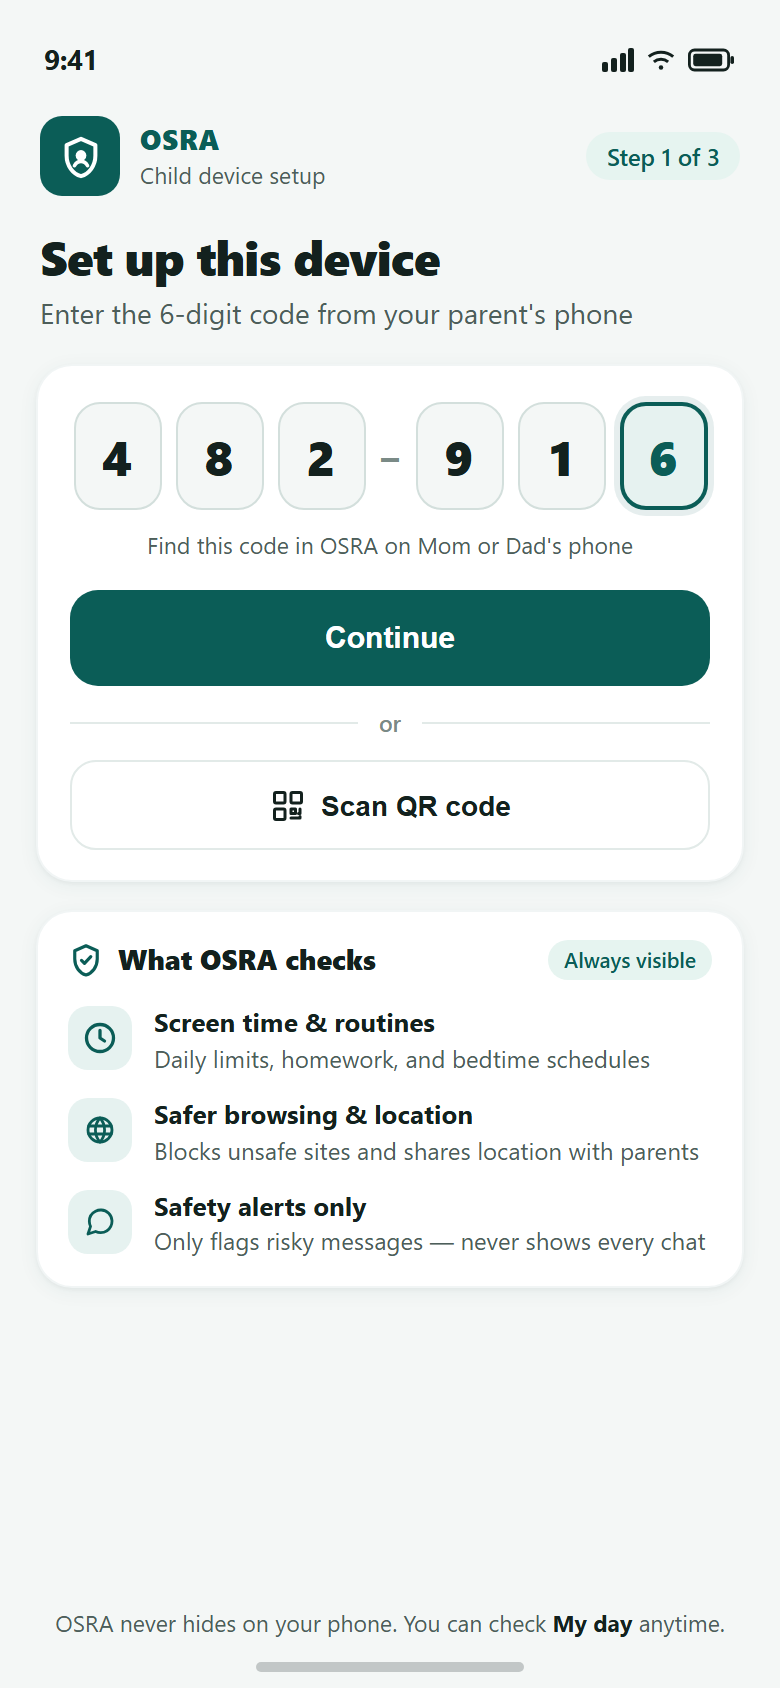 9:41
OSRA
Child device setup
Step 1 of 3
Set up this device
Enter the 6-digit code from your parent's phone
4 8 2 – 9 1 6
Find this code in OSRA on Mom or Dad's phone
Continue
or
Scan QR code
What OSRA checks
Always visible
Screen time & routines
Daily limits, homework, and bedtime schedules
Safer browsing & location
Blocks unsafe sites and shares location with parents
Safety alerts only
Only flags risky messages — never shows every chat
OSRA never hides on your phone. You can check My day anytime.